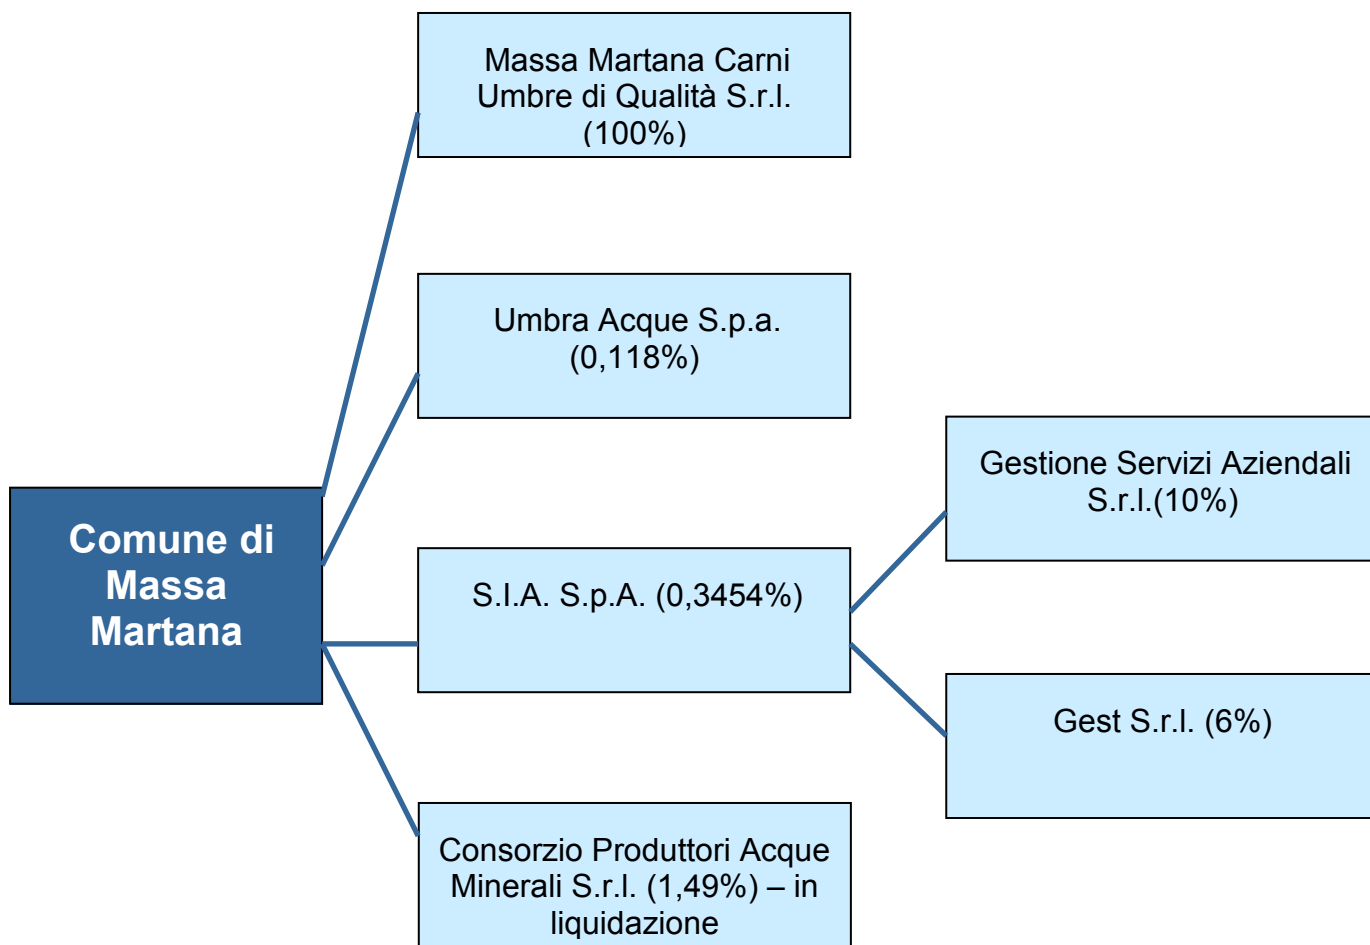 Massa Martana Carni
Umbre di Qualità S.r.l.
(100%)
Umbra Acque S.p.a.
(0,118%)
Gestione Servizi Aziendali
S.r.l.(10%)
Comune di
Massa
Martana
S.I.A. S.p.A. (0,3454%)
Gest S.r.l. (6%)
Consorzio Produttori Acque
Minerali S.r.l. (1,49%) – in
liquidazione